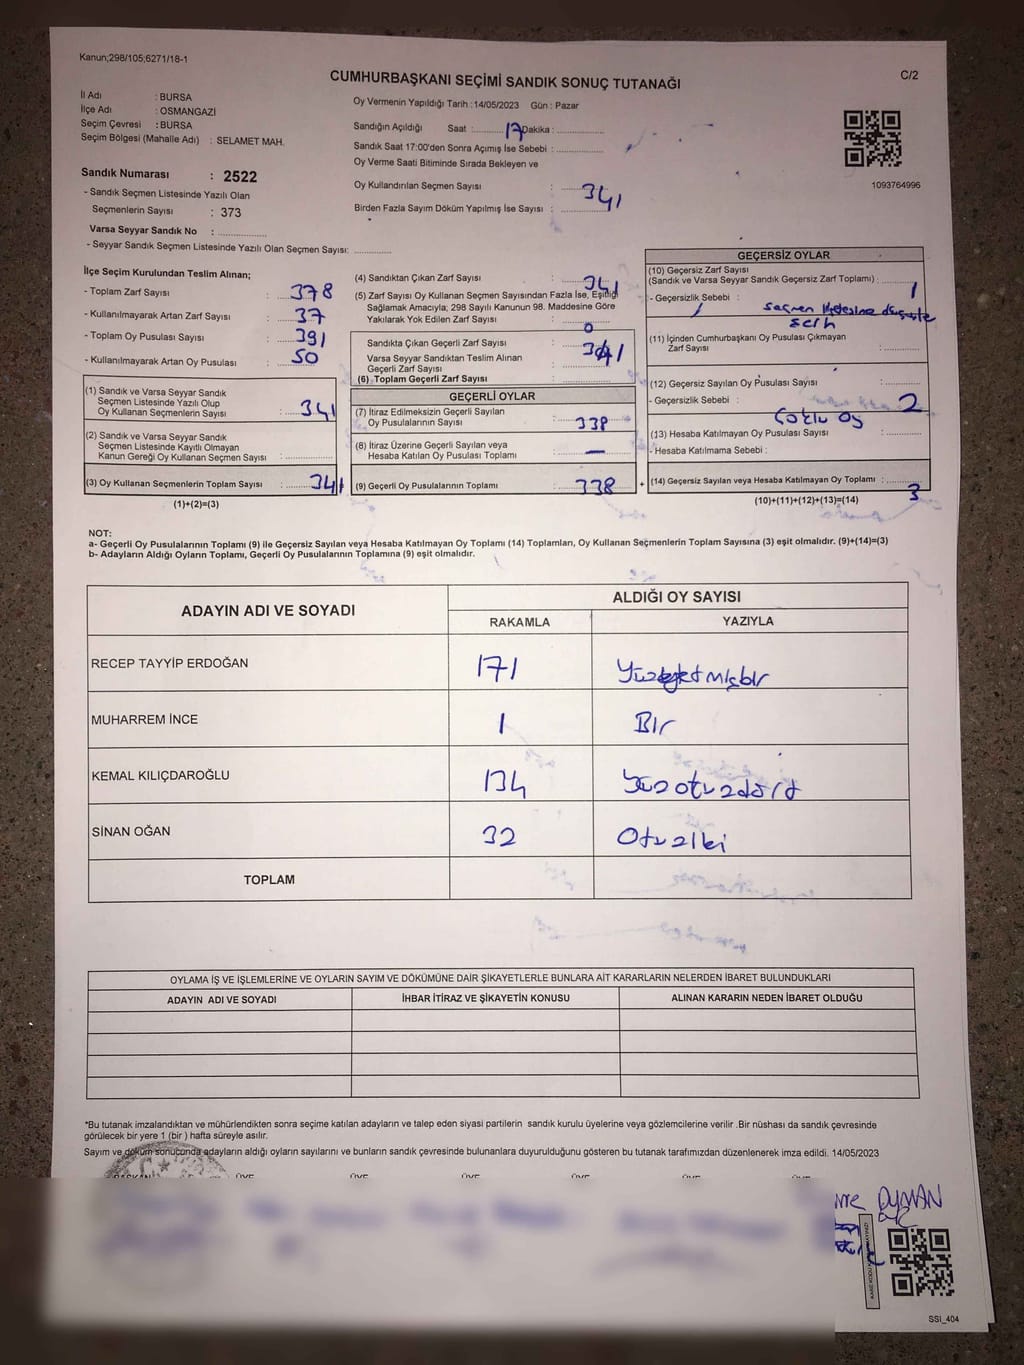 Kanun;298/105;6271/18-1
C/2
CUMHURBAŞKANI SEÇİMİ SANDIK SONUÇ TUTANAĞI
İl Adı : BURSA
İlçe Adı : OSMANGAZI
Seçim Çevresi : BURSA
Seçim Bölgesi (Mahalle Adı) : SELAMET MAH.
Sandık Numarası : 2522
- Sandık Seçmen Listesinde Yazılı Olan
Seçmenlerin Sayısı : 373
Varsa Seyyar Sandık No :
- Seyyar Sandık Seçmen Listesinde Yazılı Olan Seçmen Sayısı:
Oy Vermenin Yapıldığı Tarih :14/05/2023 Gün : Pazar
Sandığın Açıldığı Saat : 17 Dakika :
Sandık Saat 17:00'den Sonra Açımış İse Sebebi :
Oy Verme Saati Bitiminde Sırada Bekleyen ve
Oy Kullandırılan Seçmen Sayısı : 341
Birden Fazla Sayım Döküm Yapılmış İse Sayısı :
1093764996
İlçe Seçim Kurulundan Teslim Alınan;
- Toplam Zarf Sayısı : 378
- Kullanılmayarak Artan Zarf Sayısı : 37
- Toplam Oy Pusulası Sayısı : 391
- Kullanılmayarak Artan Oy Pusulası : 50
(1) Sandık ve Varsa Seyyar Sandık
Seçmen Listesinde Yazılı Olup
Oy Kullanan Seçmenlerin Sayısı : 341
(2) Sandık ve Varsa Seyyar Sandık
Seçmen Listesinde Kayıtlı Olmayan
Kanun Gereği Oy Kullanan Seçmen Sayısı :
(3) Oy Kullanan Seçmenlerin Toplam Sayısı : 341
(1)+(2)=(3)
(4) Sandıktan Çıkan Zarf Sayısı : 341
(5) Zarf Sayısı Oy Kullanan Seçmen Sayısından Fazla İse, Eşitliği
Sağlamak Amacıyla; 298 Sayılı Kanunun 98. Maddesine Göre
Yakılarak Yok Edilen Zarf Sayısı : 0
Sandıkta Çıkan Geçerli Zarf Sayısı : 341
Varsa Seyyar Sandıktan Teslim Alınan
Geçerli Zarf Sayısı :
(6) Toplam Geçerli Zarf Sayısı :
GEÇERLİ OYLAR
(7) İtiraz Edilmeksizin Geçerli Sayılan
Oy Pusulalarının Sayısı : 338
(8) İtiraz Üzerine Geçerli Sayılan veya
Hesaba Katılan Oy Pusulası Toplamı : —
(9) Geçerli Oy Pusulalarının Toplamı : 338
+
GEÇERSİZ OYLAR
(10) Geçersiz Zarf Sayısı
(Sandık ve Varsa Seyyar Sandık Geçersiz Zarf Toplamı) : 1
- Geçersizlik Sebebi :
(11) İçinden Cumhurbaşkanı Oy Pusulası Çıkmayan
Zarf Sayısı :
(12) Geçersiz Sayılan Oy Pusulası Sayısı :
- Geçersizlik Sebebi : 2
Çoklu oy
(13) Hesaba Katılmayan Oy Pusulası Sayısı :
- Hesaba Katılmama Sebebi :
(14) Geçersiz Sayılan veya Hesaba Katılmayan Oy Toplamı : 3
(10)+(11)+(12)+(13)=(14)
NOT:
a- Geçerli Oy Pusulalarının Toplamı (9) ile Geçersiz Sayılan veya Hesaba Katılmayan Oy Toplamı (14) Toplamları, Oy Kullanan Seçmenlerin Toplam Sayısına (3) eşit olmalıdır. (9)+(14)=(3)
b- Adayların Aldığı Oyların Toplamı, Geçerli Oy Pusulalarının Toplamına (9) eşit olmalıdır.
ADAYIN ADI VE SOYADI
ALDIĞI OY SAYISI
RAKAMLA YAZIYLA
RECEP TAYYİP ERDOĞAN 171 Yüzyetmişbir
MUHARREM İNCE 1 Bir
KEMAL KILIÇDAROĞLU 134 Yüzotuzdört
SİNAN OĞAN 32 Otuziki
TOPLAM
OYLAMA İŞ VE İŞLEMLERİNE VE OYLARIN SAYIM VE DÖKÜMÜNE DAİR ŞİKAYETLERLE BUNLARA AİT KARARLARIN NELERDEN İBARET BULUNDUKLARI
ADAYIN ADI VE SOYADI İHBAR İTİRAZ VE ŞİKAYETİN KONUSU ALINAN KARARIN NEDEN İBARET OLDUĞU
*Bu tutanak imzalandıktan ve mühürlendikten sonra seçime katılan adayların ve talep eden siyasi partilerin sandık kurulu üyelerine veya gözlemcilerine verilir .Bir nüshası da sandık çevresinde
görülecek bir yere 1 (bir ) hafta süreyle asılır.
Sayım ve döküm sonucunda adayların aldığı oyların sayılarını ve bunların sandık çevresinde bulunanlara duyurulduğunu gösteren bu tutanak tarafımızdan düzenlenerek imza edildi. 14/05/2023
BAŞKAN ÜYE ÜYE ÜYE ÜYE ÜYE ÜYE
OYMAN
SSI_404